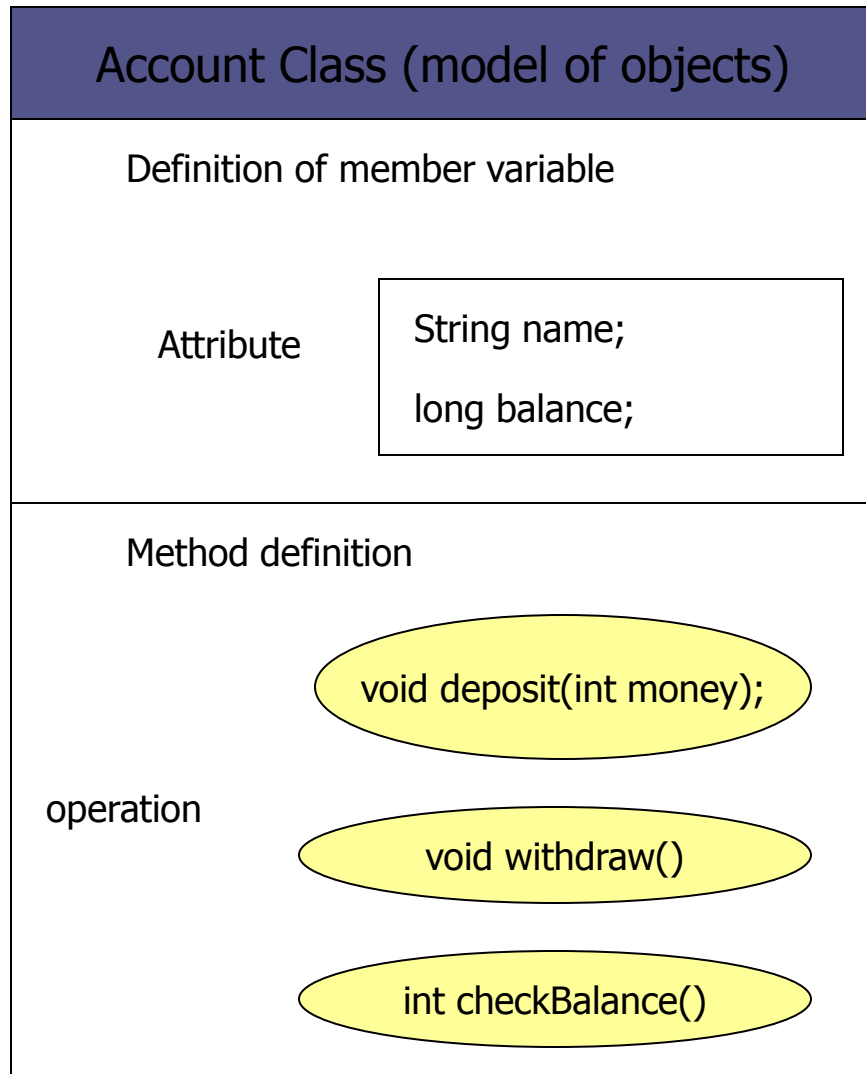 Account Class (model of objects)
Definition of member variable
Attribute
String name;
long balance;
Method definition
void deposit(int money);
operation
void withdraw()
int checkBalance()